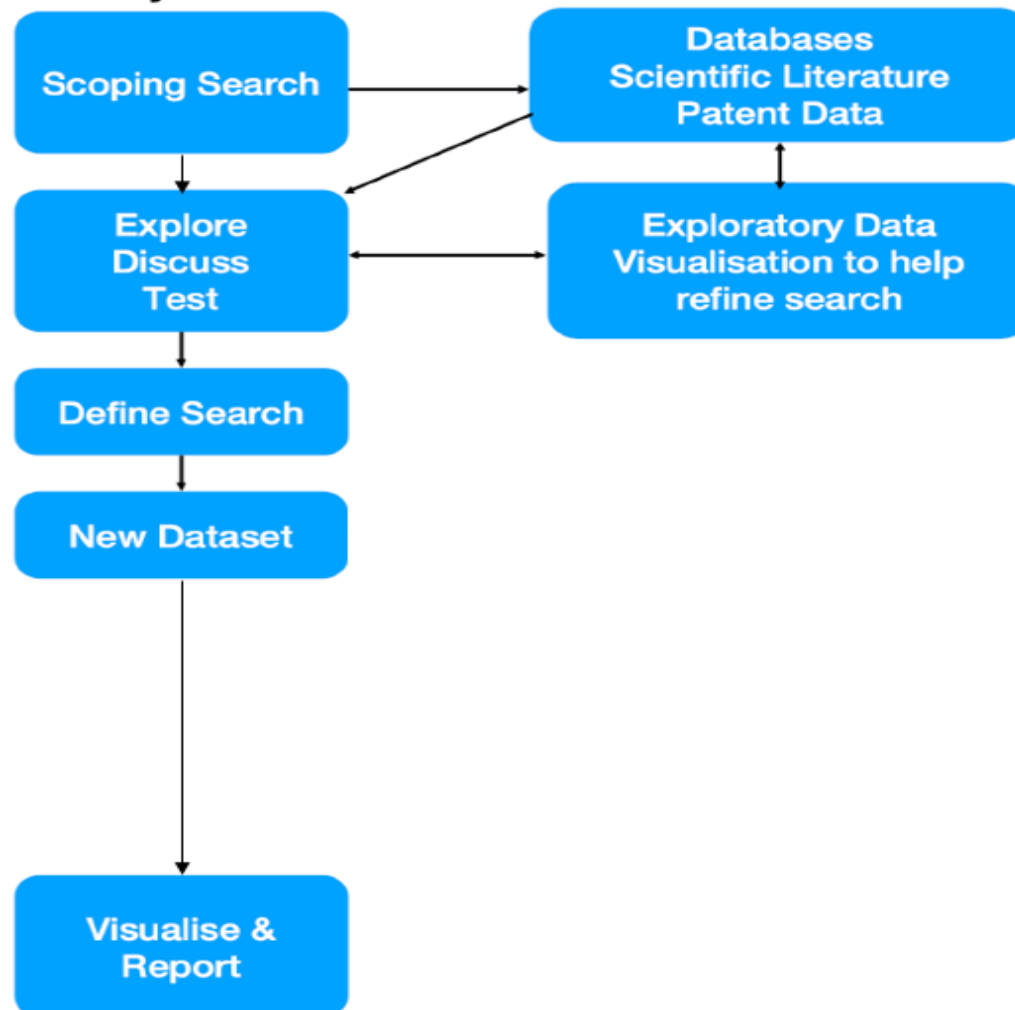 Scoping Search
Databases
Scientific Literature
Patent Data
Explore
Discuss
Test
Exploratory Data
Visualisation to help
refine search
Define Search
New Dataset
Visualise &
Report